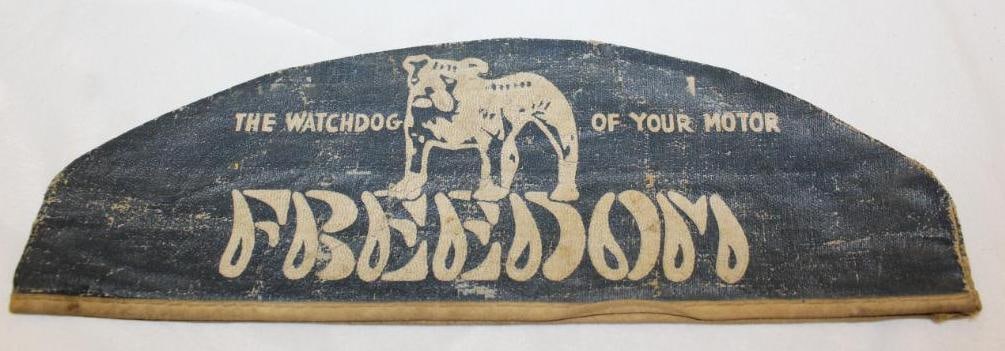 THE WATCHDOG OF YOUR MOTOR
FREEDOM